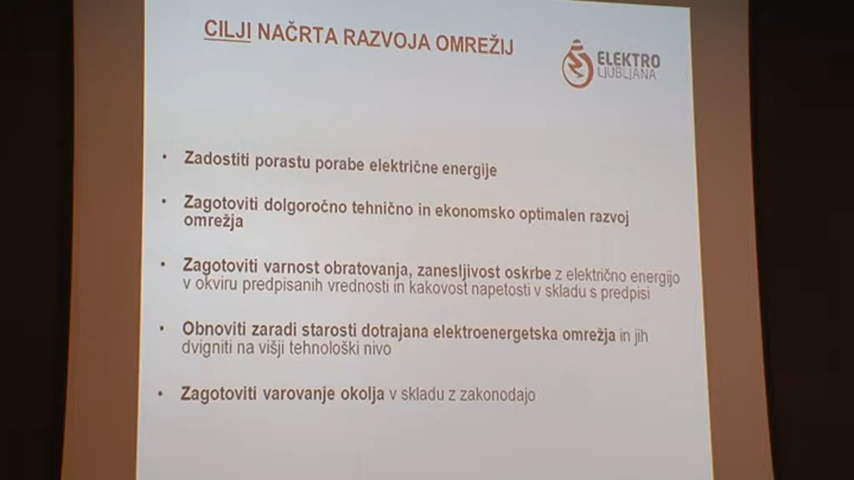 CILJI NAČRTA RAZVOJA OMREŽIJ
ELEKTRO
LJUBLJANA
• Zadostiti porastu porabe električne energije
• Zagotoviti dolgoročno tehnično in ekonomsko optimalen razvoj
omrežja
• Zagotoviti varnost obratovanja, zanesljivost oskrbe z električno energijo
v okviru predpisanih vrednosti in kakovost napetosti v skladu s predpisi
• Obnoviti zaradi starosti dotrajana elektroenergetska omrežja in jih
dvigniti na višji tehnološki nivo
• Zagotoviti varovanje okolja v skladu z zakonodajo